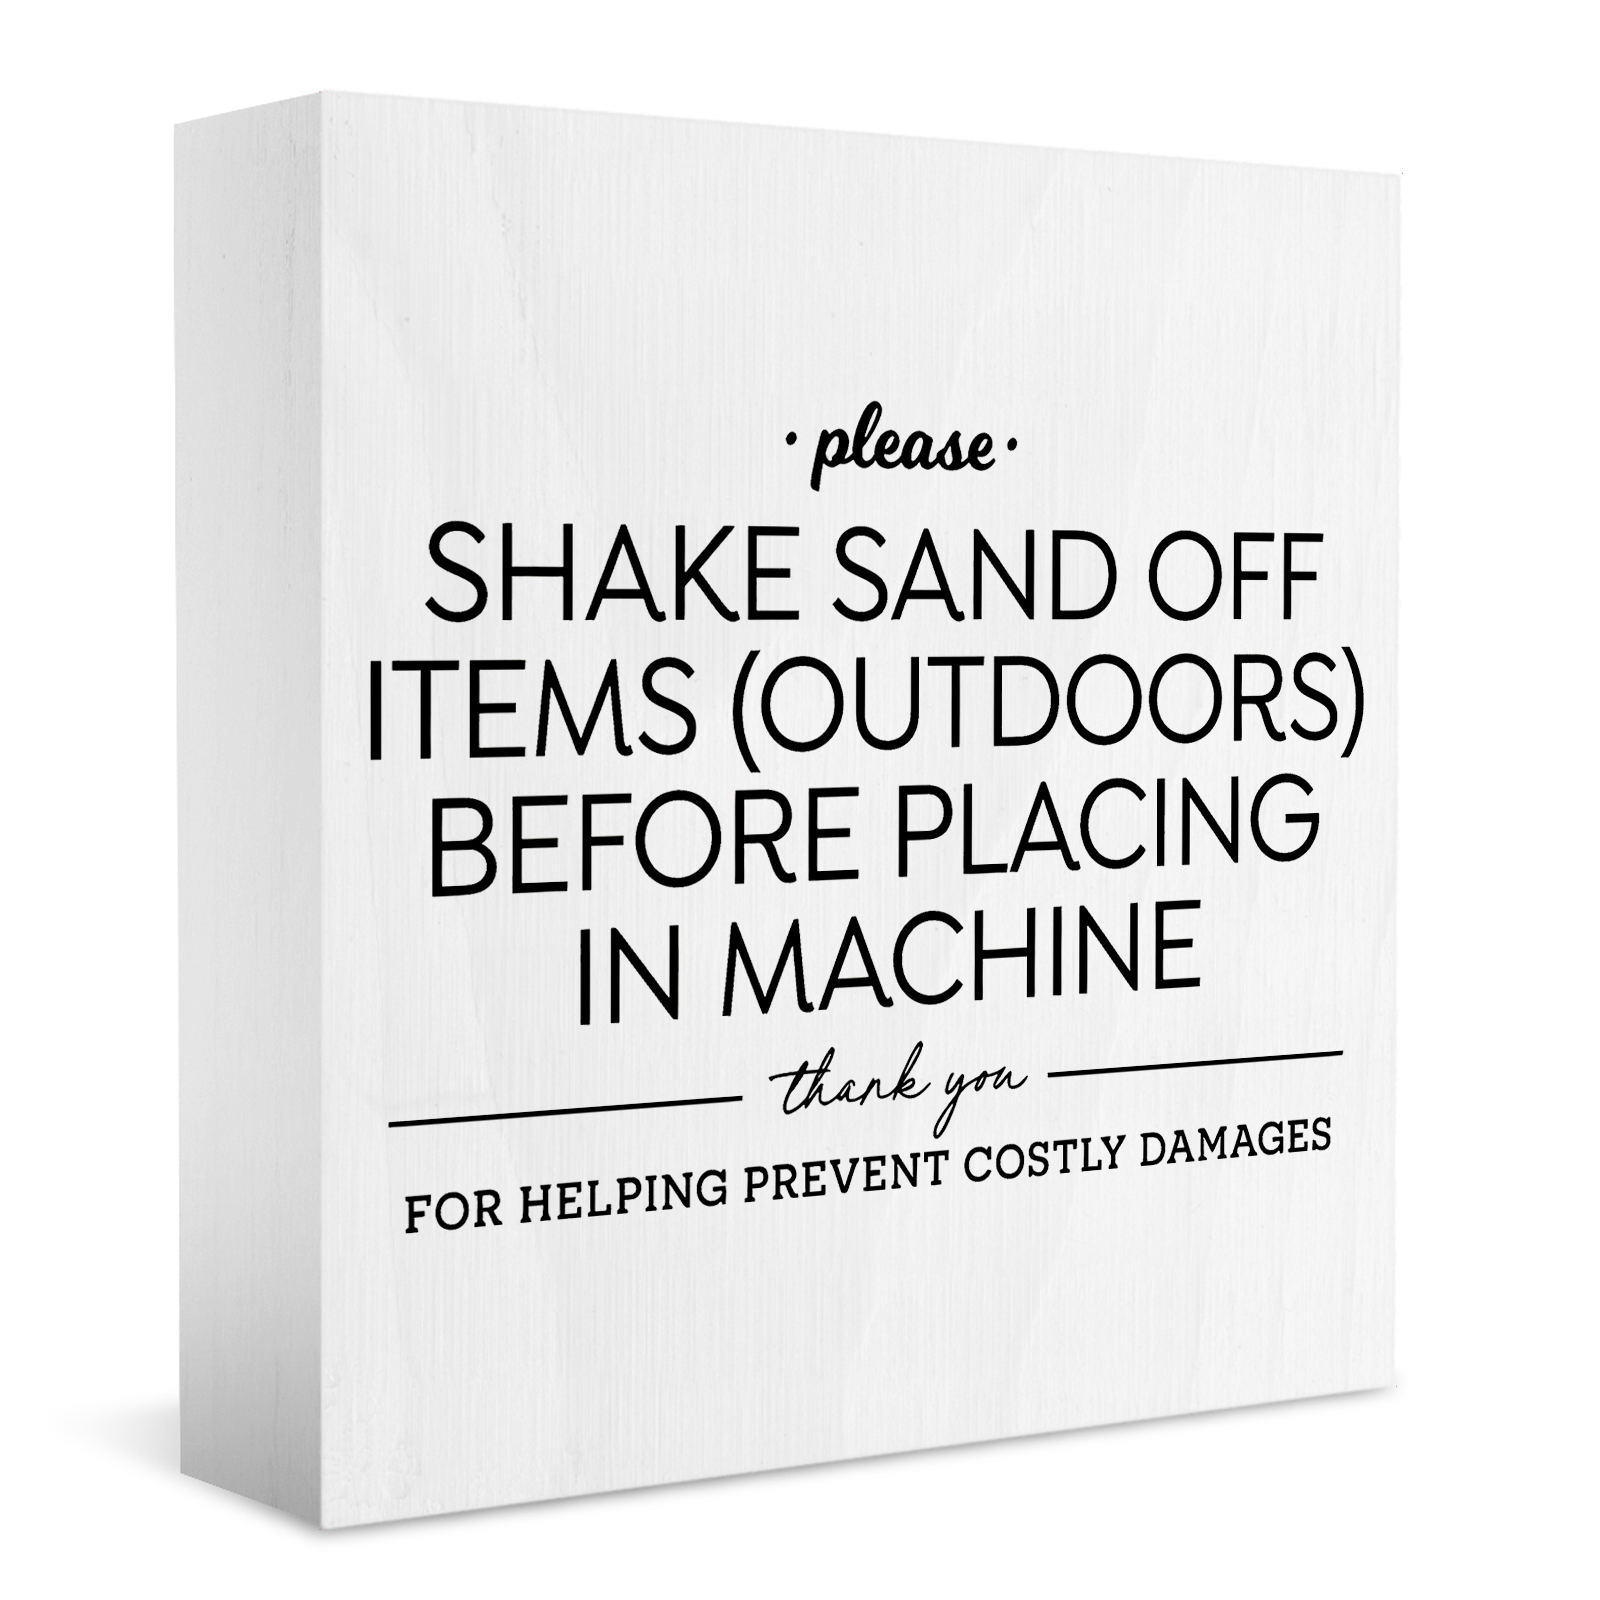 · please ·
SHAKE SAND OFF
ITEMS (OUTDOORS)
BEFORE PLACING
IN MACHINE
thank you
FOR HELPING PREVENT COSTLY DAMAGES